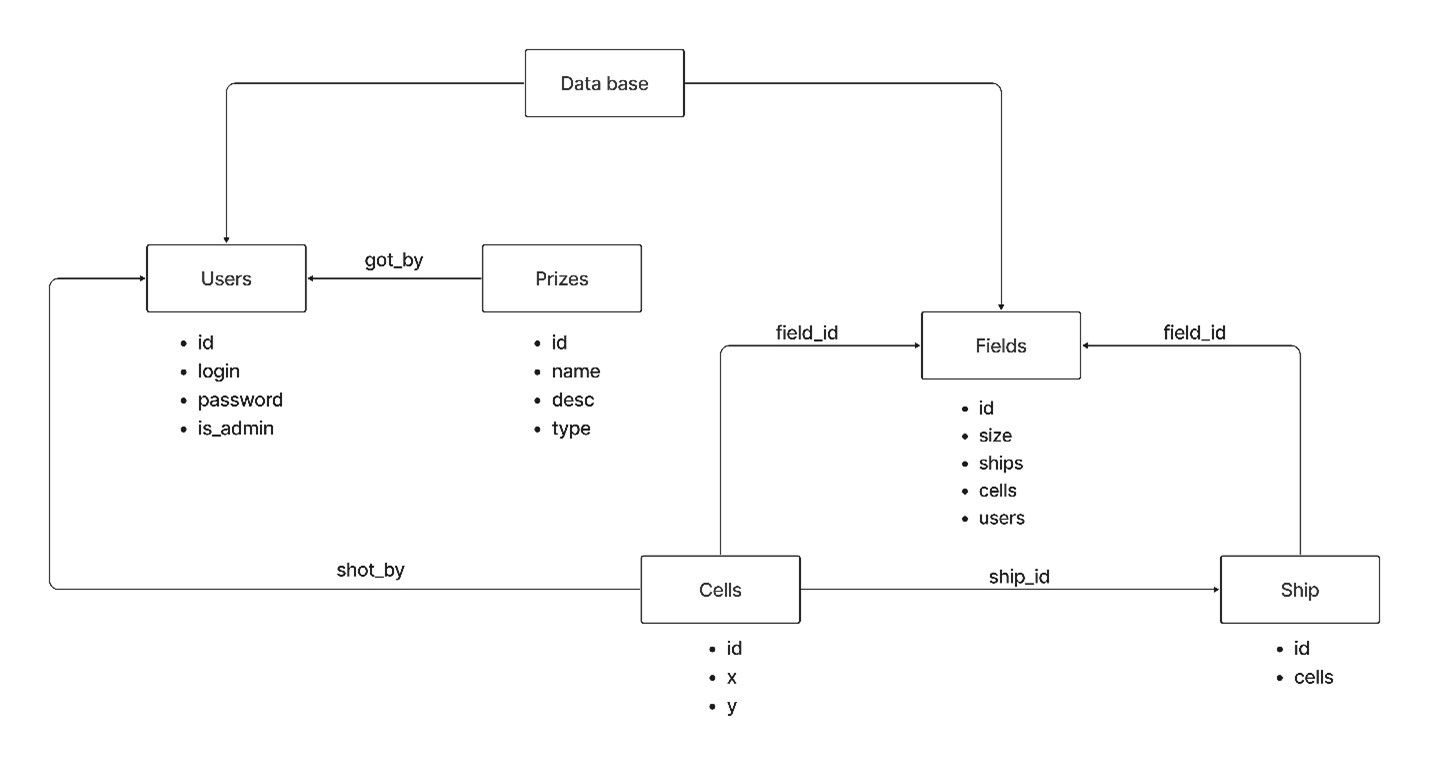 Data base
Users
got_by
Prizes
• id
• login
• password
• is_admin
• id
• name
• desc
• type
field_id
Fields
field_id
• id
• size
• ships
• cells
• users
shot_by
Cells
ship_id
Ship
• id
• x
• y
• id
• cells